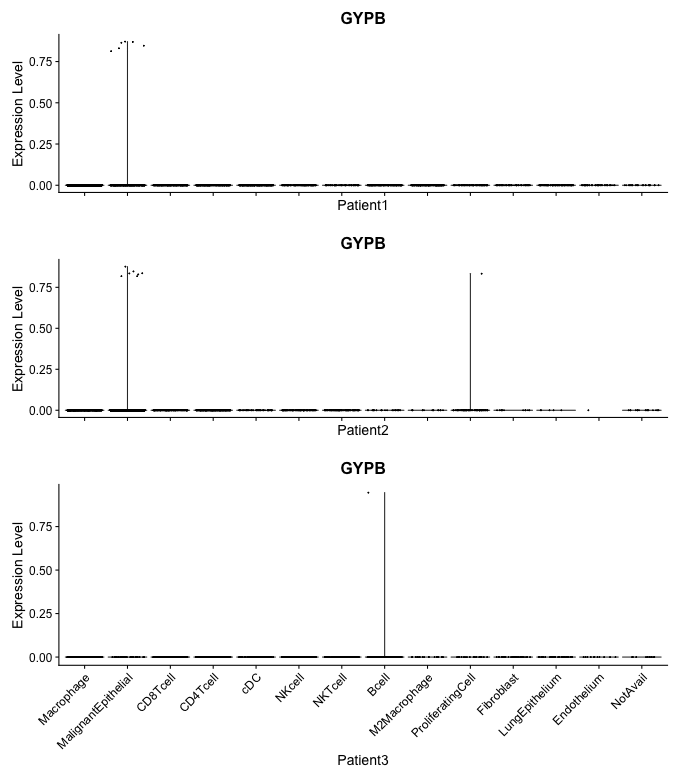 GYPB
Expression Level
0.75
0.50
0.25
0.00
Patient1
GYPB
Expression Level
0.75
0.50
0.25
0.00
Patient2
GYPB
Expression Level
0.75
0.50
0.25
0.00
Macrophage
MalignantEpithelial
CD8Tcell
CD4Tcell
cDC
NKcell
NKTcell
Bcell
M2Macrophage
ProliferatingCell
Fibroblast
LungEpithelium
Endothelium
NotAvail
Patient3